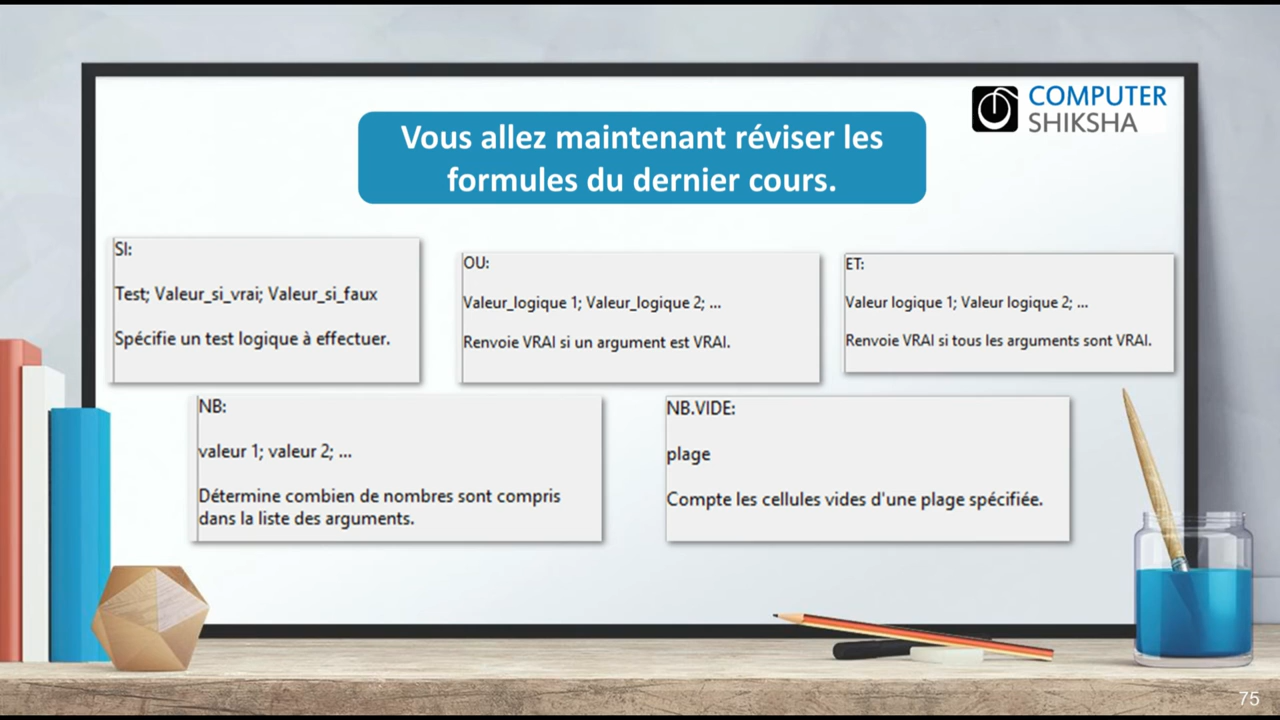 COMPUTER
SHIKSHA
Vous allez maintenant réviser les
formules du dernier cours.
SI:
Test; Valeur_si_vrai; Valeur_si_faux
Spécifie un test logique à effectuer.
OU:
Valeur_logique 1; Valeur_logique 2; ...
Renvoie VRAI si un argument est VRAI.
ET:
Valeur logique 1; Valeur logique 2; ...
Renvoie VRAI si tous les arguments sont VRAI.
NB:
valeur 1; valeur 2; ...
Détermine combien de nombres sont compris
dans la liste des arguments.
NB.VIDE:
plage
Compte les cellules vides d'une plage spécifiée.
75